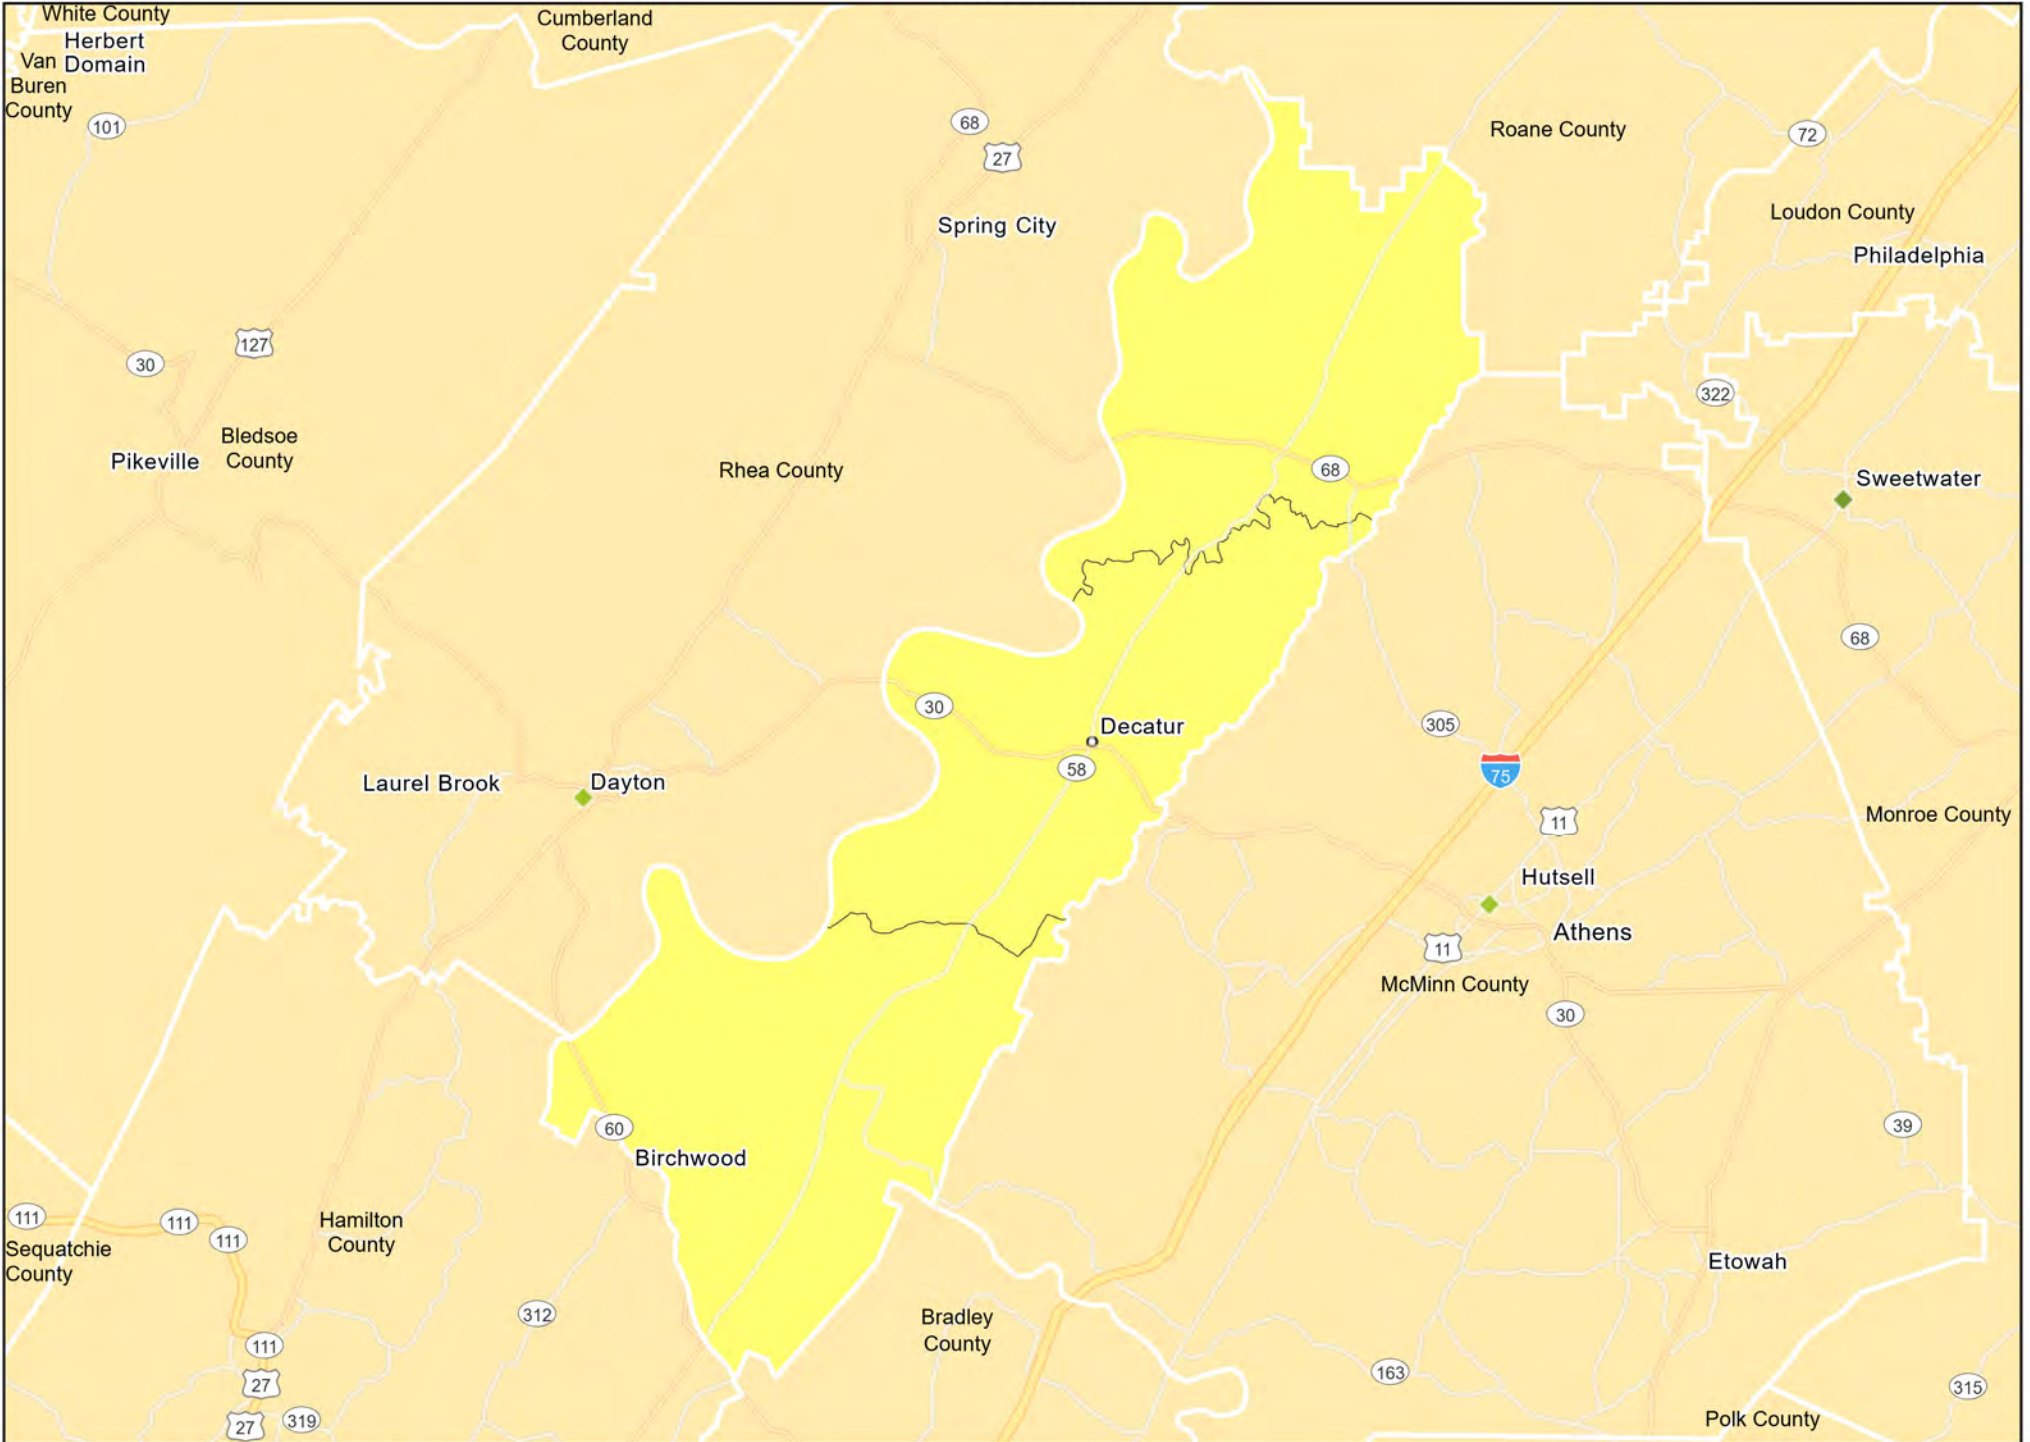 White County
Cumberland
County
Herbert
Domain
Van
Buren
County
101
68
27
Roane County
72
Loudon County
Spring City
Philadelphia
127
30
322
Bledsoe
County
Pikeville
Rhea County
68
Sweetwater
68
30
305
Decatur
58
75
Laurel Brook
Dayton
11
Monroe County
Hutsell
11
Athens
McMinn County
30
60
39
Birchwood
111
111
111
Hamilton
County
Sequatchie
County
Etowah
312
Bradley
County
111
163
27
315
27
319
Polk County